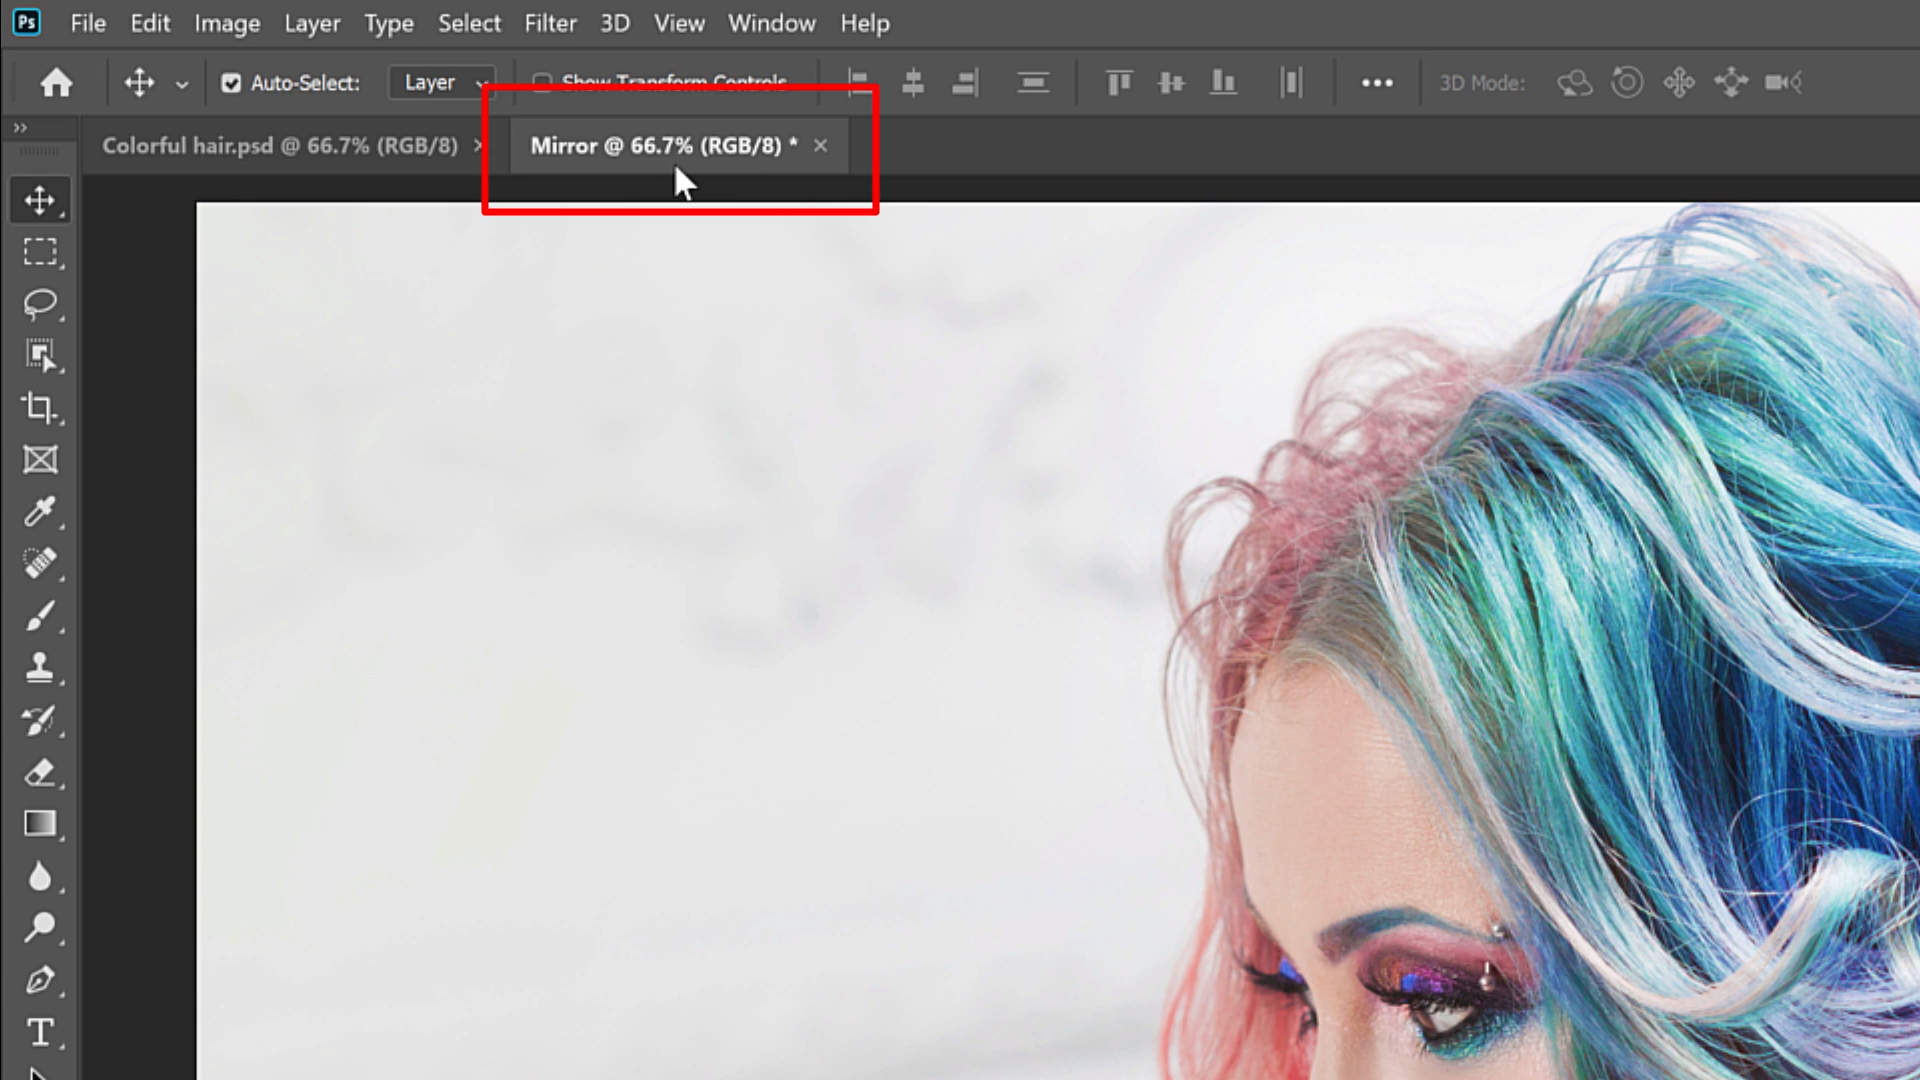 Ps File Edit Image Layer Type Select Filter 3D View Window Help
Auto-Select: Layer Show Transform Controls 3D Mode:
Colorful hair.psd @ 66.7% (RGB/8) × Mirror @ 66.7% (RGB/8) * ×